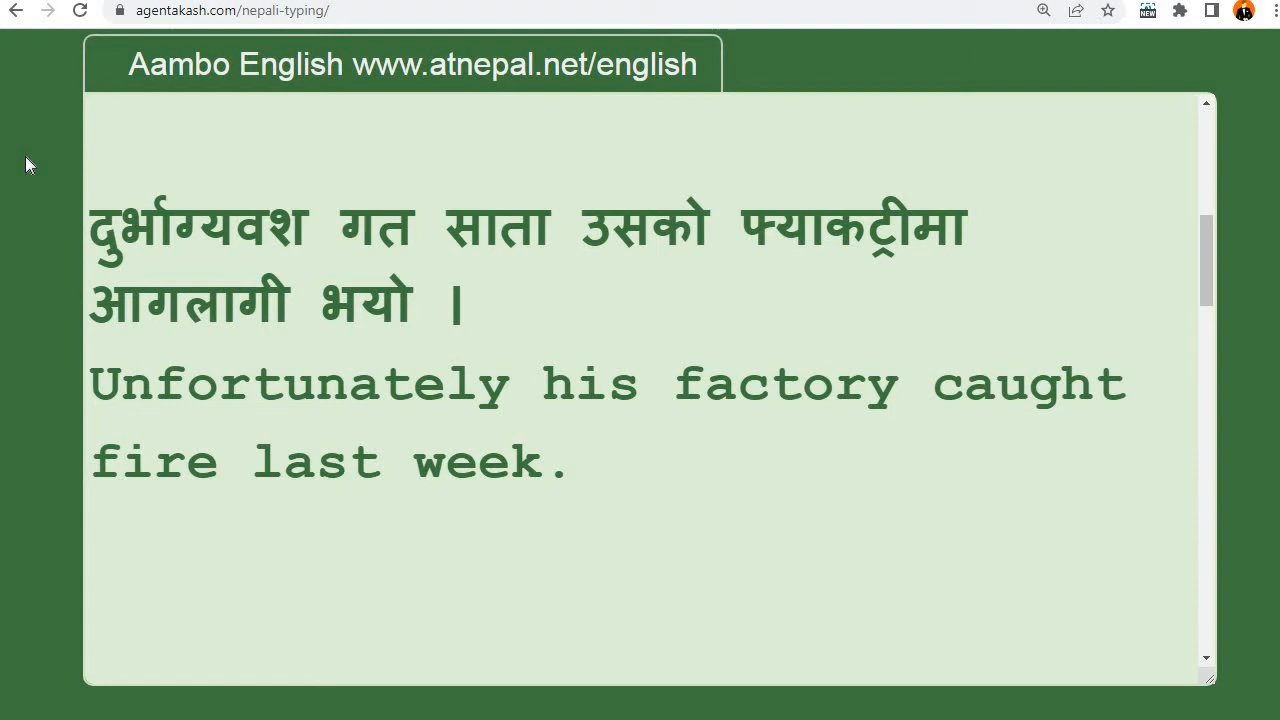 agentakash.com/nepali-typing/
NEW
Aambo English www.atnepal.net/english
दुर्भाग्यवश गत साता उसको फ्याकट्रीमा
आगलागी भयो ।
Unfortunately his factory caught
fire last week.